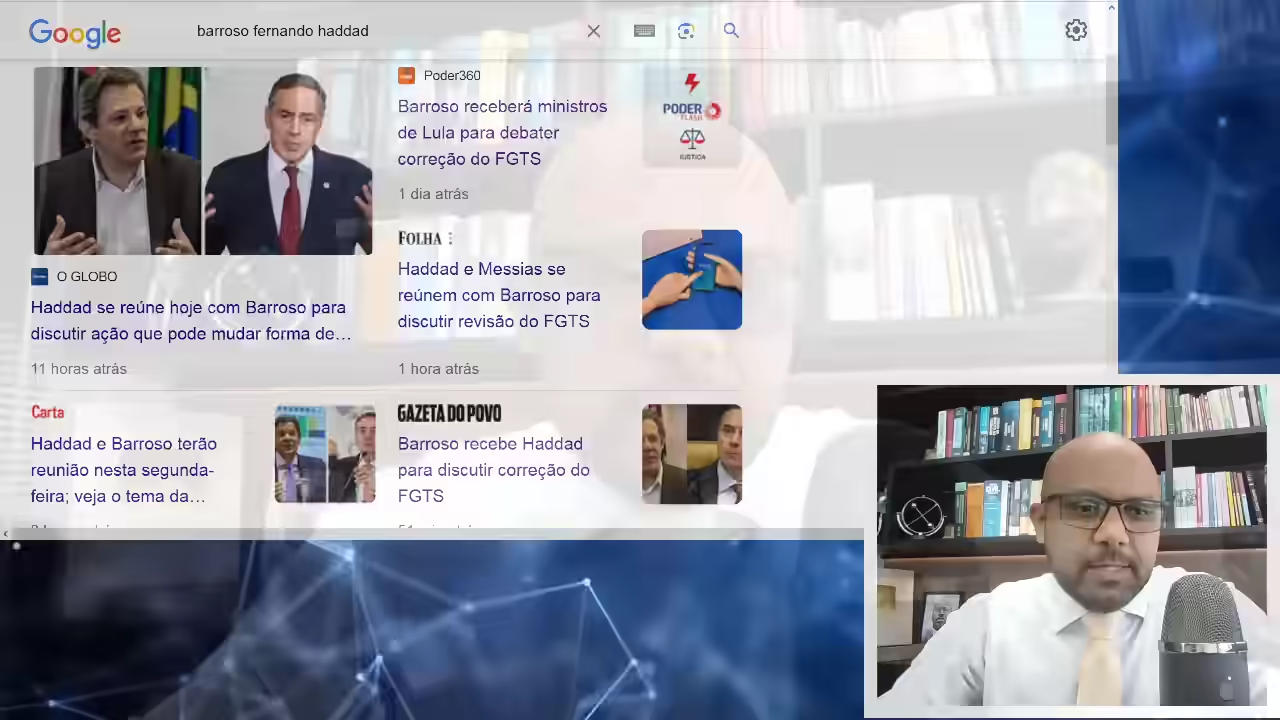 Google
barroso fernando haddad
O GLOBO
Haddad se reúne hoje com Barroso para
discutir ação que pode mudar forma de…
11 horas atrás
Poder360
Barroso receberá ministros
de Lula para debater
correção do FGTS
1 dia atrás
PODER
FLASH
JUSTIÇA
FOLHA
Haddad e Messias se
reúnem com Barroso para
discutir revisão do FGTS
1 hora atrás
Carta
Haddad e Barroso terão
reunião nesta segunda-
feira; veja o tema da…
GAZETA DO POVO
Barroso recebe Haddad
para discutir correção do
FGTS